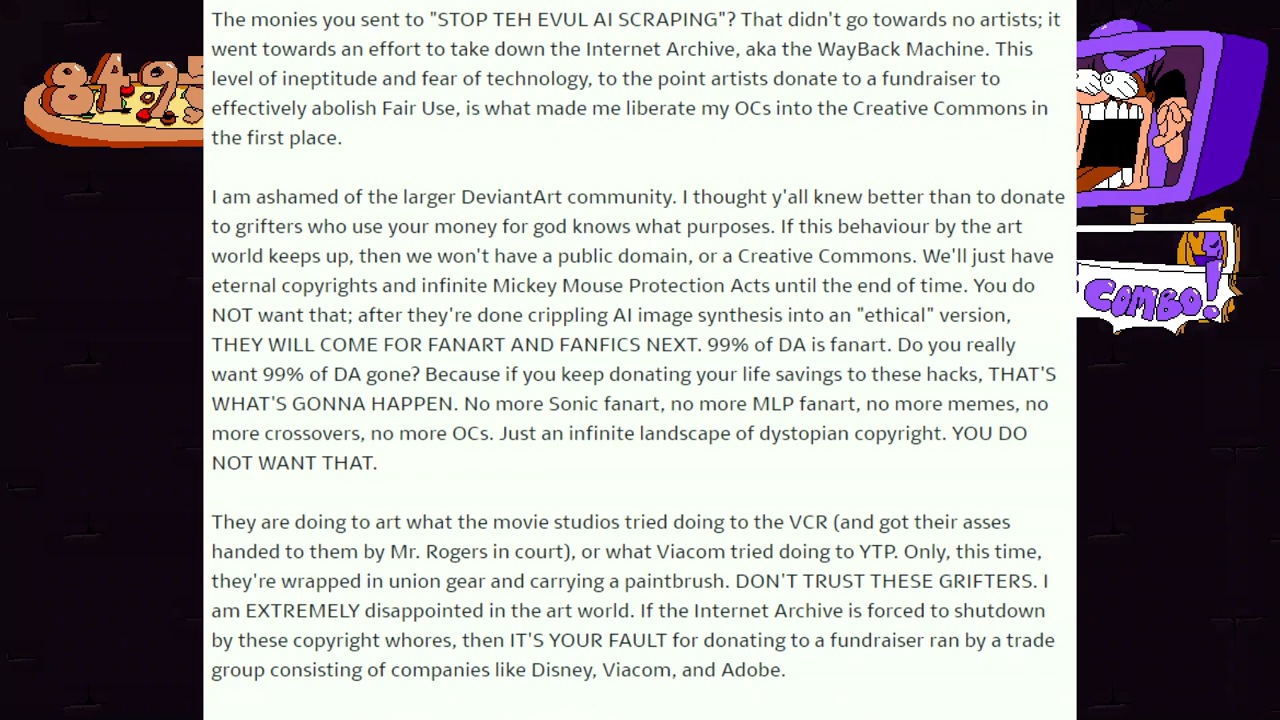 The monies you sent to "STOP TEH EVUL AI SCRAPING"? That didn't go towards no artists; it
went towards an effort to take down the Internet Archive, aka the WayBack Machine. This
level of ineptitude and fear of technology, to the point artists donate to a fundraiser to
effectively abolish Fair Use, is what made me liberate my OCs into the Creative Commons in
the first place.
I am ashamed of the larger DeviantArt community. I thought y'all knew better than to donate
to grifters who use your money for god knows what purposes. If this behaviour by the art
world keeps up, then we won't have a public domain, or a Creative Commons. We'll just have
eternal copyrights and infinite Mickey Mouse Protection Acts until the end of time. You do
NOT want that; after they're done crippling AI image synthesis into an "ethical" version,
THEY WILL COME FOR FANART AND FANFICS NEXT. 99% of DA is fanart. Do you really
want 99% of DA gone? Because if you keep donating your life savings to these hacks, THAT'S
WHAT'S GONNA HAPPEN. No more Sonic fanart, no more MLP fanart, no more memes, no
more crossovers, no more OCs. Just an infinite landscape of dystopian copyright. YOU DO
NOT WANT THAT.
They are doing to art what the movie studios tried doing to the VCR (and got their asses
handed to them by Mr. Rogers in court), or what Viacom tried doing to YTP. Only, this time,
they're wrapped in union gear and carrying a paintbrush. DON'T TRUST THESE GRIFTERS. I
am EXTREMELY disappointed in the art world. If the Internet Archive is forced to shutdown
by these copyright whores, then IT'S YOUR FAULT for donating to a fundraiser ran by a trade
group consisting of companies like Disney, Viacom, and Adobe.
8495
COMBO!